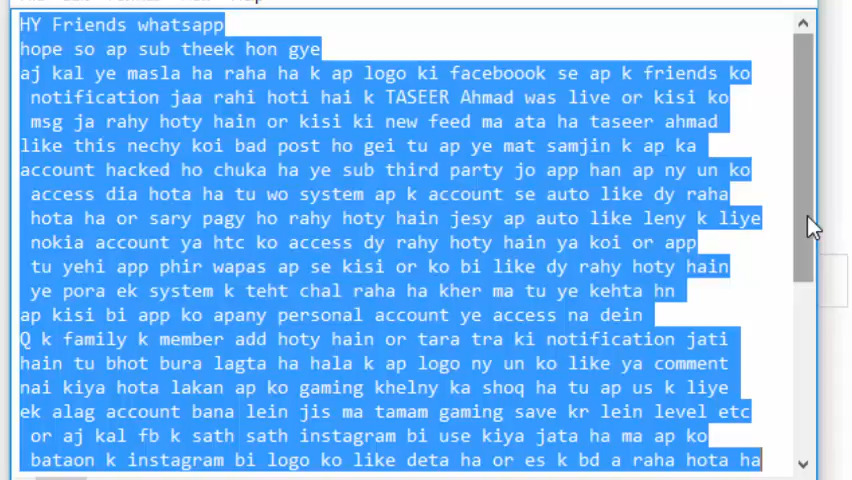 HY Friends whatsapp
hope so ap sub theek hon gye
aj kal ye masla ha raha ha k ap logo ki faceboook se ap k friends ko
notification jaa rahi hoti hai k TASEER Ahmad was live or kisi ko
msg ja rahy hoty hain or kisi ki new feed ma ata ha taseer ahmad
like this nechy koi bad post ho gei tu ap ye mat samjin k ap ka
account hacked ho chuka ha ye sub third party jo app han ap ny un ko
access dia hota ha tu wo system ap k account se auto like dy raha
hota ha or sary pagy ho rahy hoty hain jesy ap auto like leny k liye
nokia account ya htc ko access dy rahy hoty hain ya koi or app
tu yehi app phir wapas ap se kisi or ko bi like dy rahy hoty hain
ye pora ek system k teht chal raha ha kher ma tu ye kehta hn
ap kisi bi app ko apany personal account ye access na dein
Q k family k member add hoty hain or tara tra ki notification jati
hain tu bhot bura lagta ha hala k ap logo ny un ko like ya comment
nai kiya hota lakan ap ko gaming khelny ka shoq ha tu ap us k liye
ek alag account bana lein jis ma tamam gaming save kr lein level etc
or aj kal fb k sath sath instagram bi use kiya jata ha ma ap ko
bataon k instagram bi logo ko like deta ha or es k bd a raha hota ha